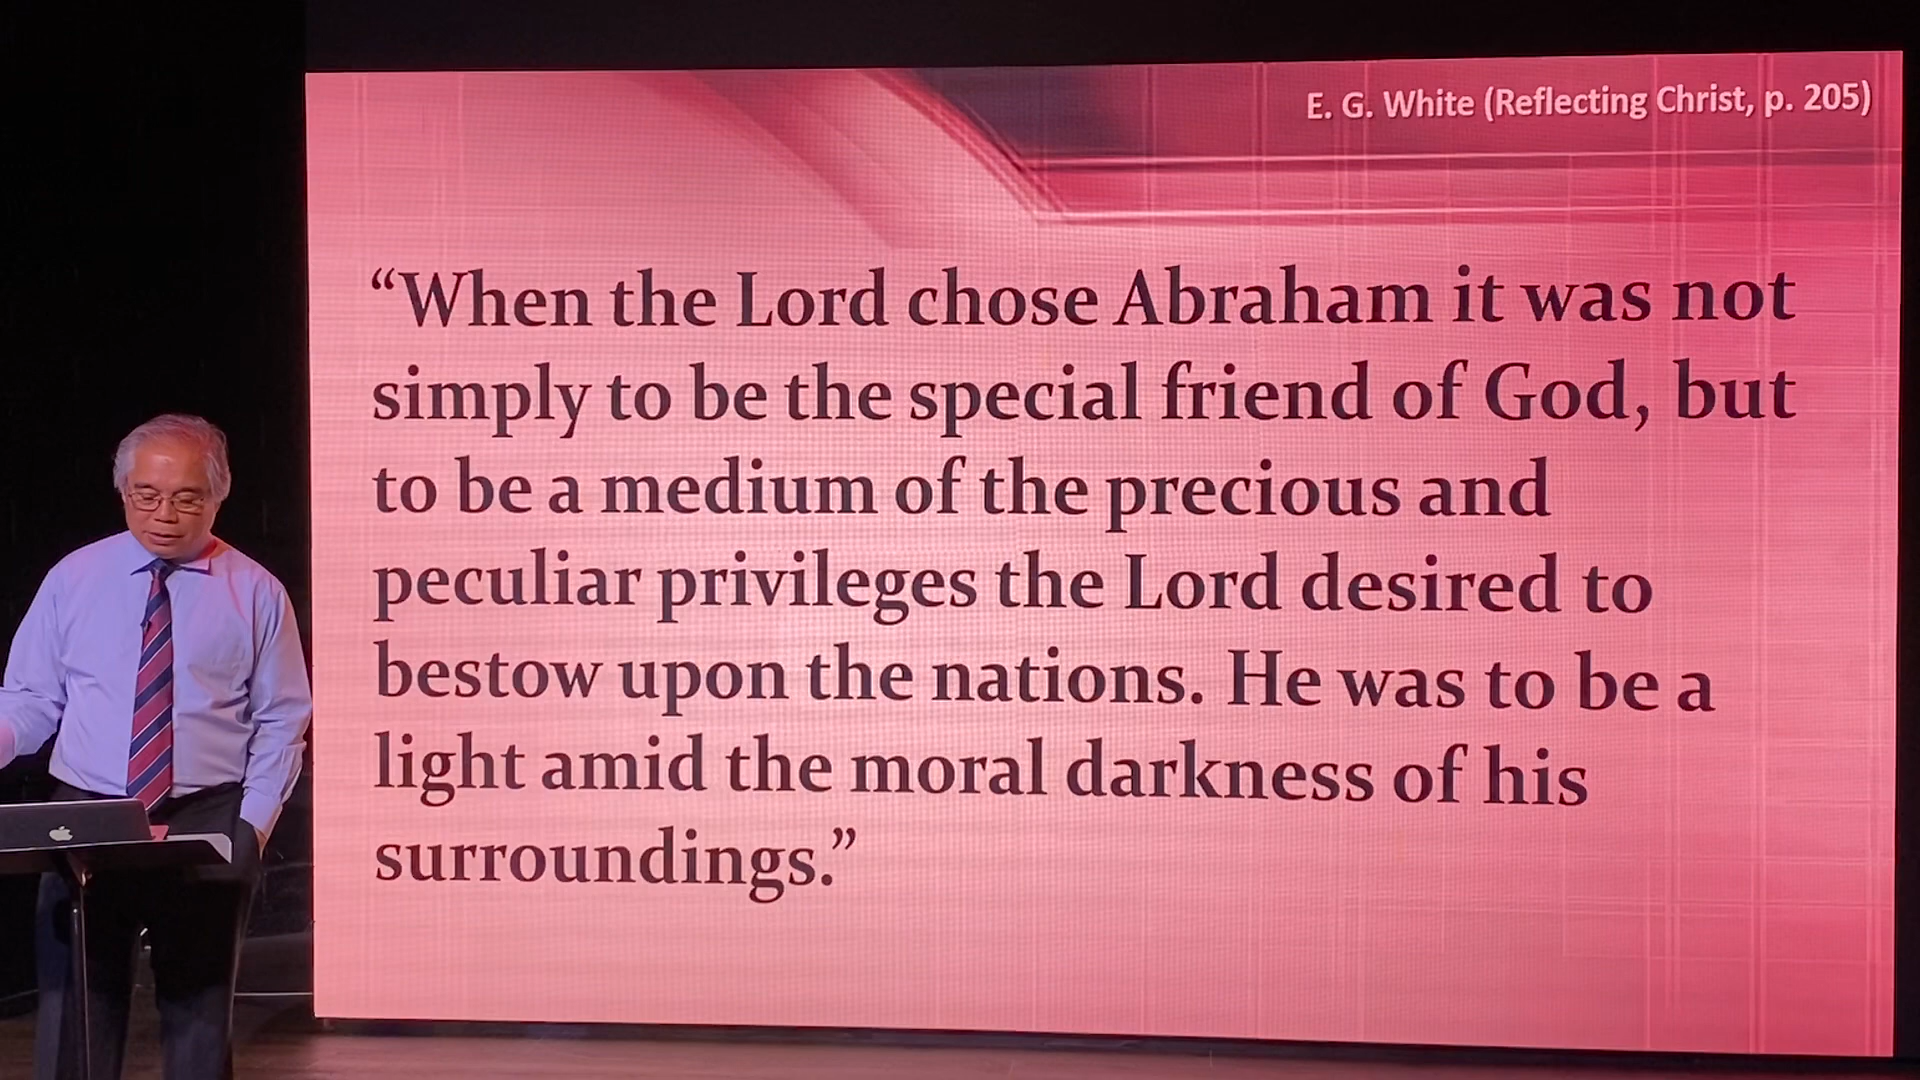 E. G. White (Reflecting Christ, p. 205)
“When the Lord chose Abraham it was not
simply to be the special friend of God, but
to be a medium of the precious and
peculiar privileges the Lord desired to
bestow upon the nations. He was to be a
light amid the moral darkness of his
surroundings.”